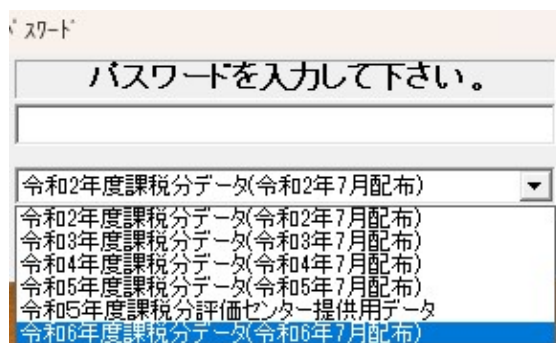 パスワード
パスワードを入力して下さい。
令和2年度課税分データ(令和2年7月配布)
令和2年度課税分データ(令和2年7月配布)
令和3年度課税分データ(令和3年7月配布)
令和4年度課税分データ(令和4年7月配布)
令和5年度課税分データ(令和5年7月配布)
令和5年度課税分評価センター提供用データ
令和6年度課税分データ(令和6年7月配布)